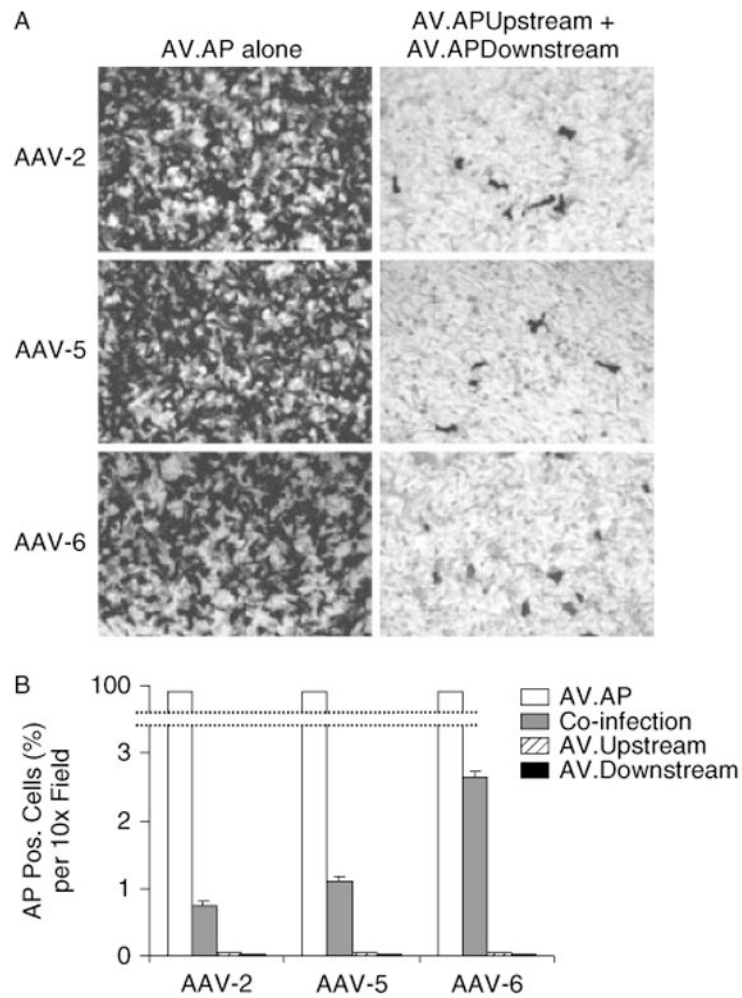 A
AV.AP alone
AV.APUpstream +
AV.APDownstream
AAV-2
AAV-5
AAV-6
B
AP Pos. Cells (%)
per 10x Field
100
3
2
1
0
AAV-2
AAV-5
AAV-6
AV.AP
Co-infection
AV.Upstream
AV.Downstream